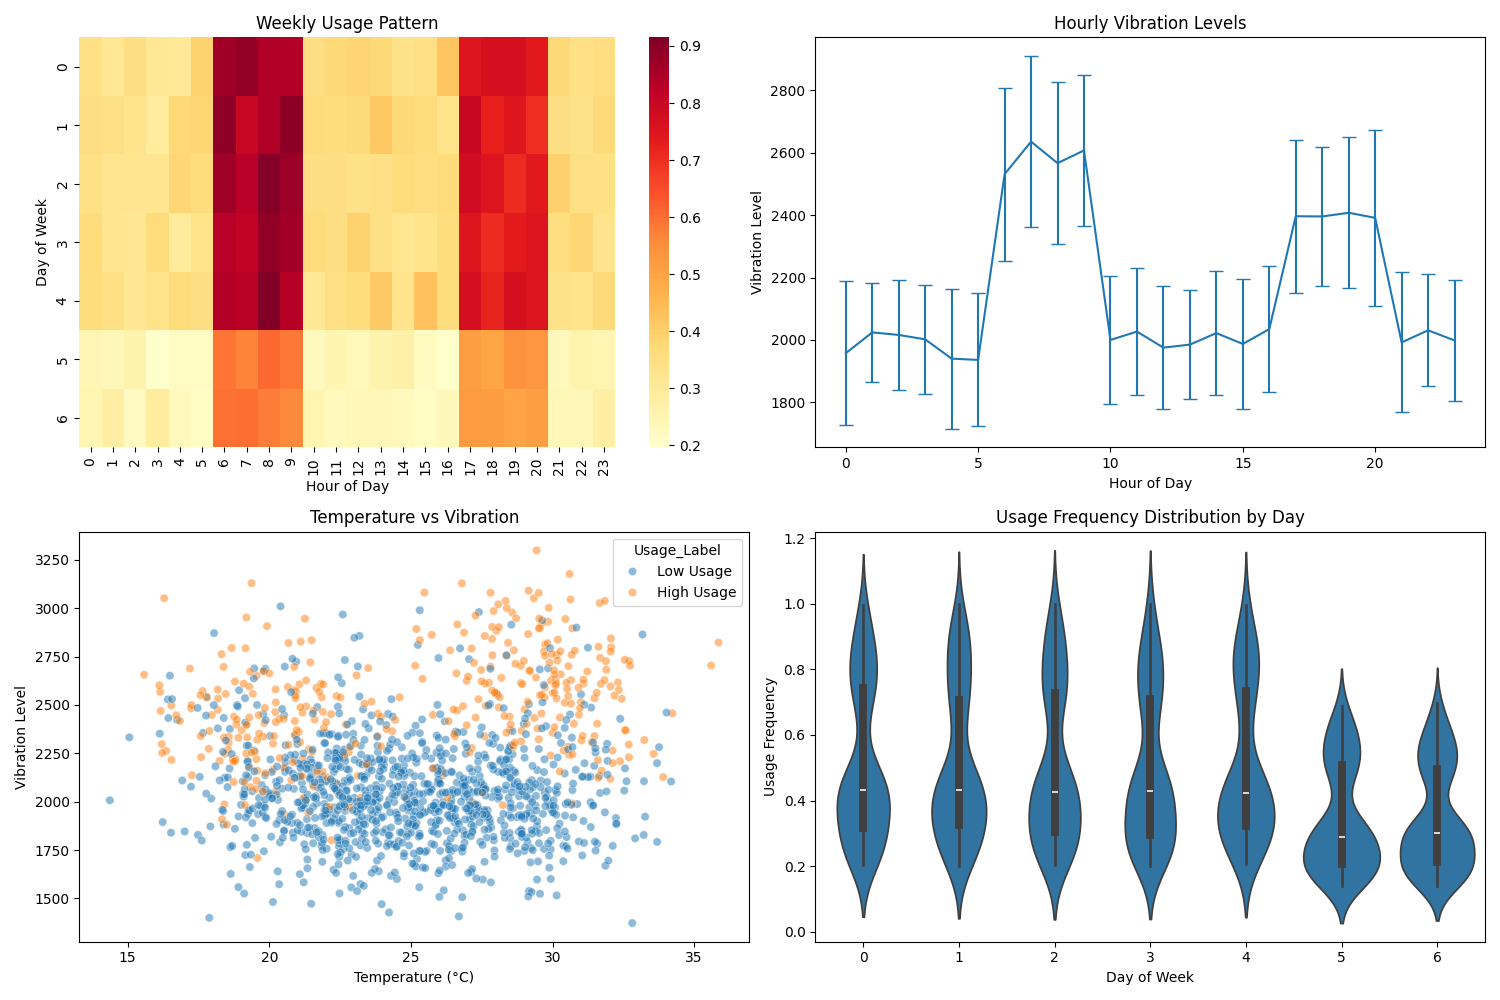 Weekly Usage Pattern
Day of Week
0
1
2
3
4
5
6
0 1 2 3 4 5 6 7 8 9 10 11 12 13 14 15 16 17 18 19 20 21 22 23
Hour of Day
0.9
0.8
0.7
0.6
0.5
0.4
0.3
0.2
Hourly Vibration Levels
Vibration Level
2800
2600
2400
2200
2000
1800
0 5 10 15 20
Hour of Day
Temperature vs Vibration
Vibration Level
3250
3000
2750
2500
2250
2000
1750
1500
Usage_Label
Low Usage
High Usage
15 20 25 30 35
Temperature (°C)
Usage Frequency Distribution by Day
Usage Frequency
1.2
1.0
0.8
0.6
0.4
0.2
0.0
0 1 2 3 4 5 6
Day of Week